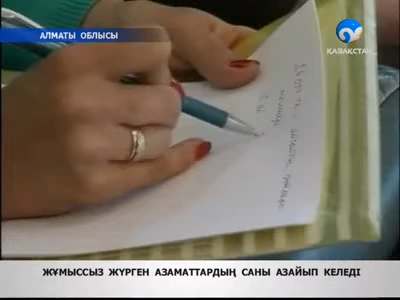 АЛМАТЫ ОБЛЫСЫ
ҚАЗАҚСТАН
ЖҰМЫССЫЗ ЖҮРГЕН АЗАМАТТАРДЫҢ САНЫ АЗАЙЫП КЕЛЕДІ